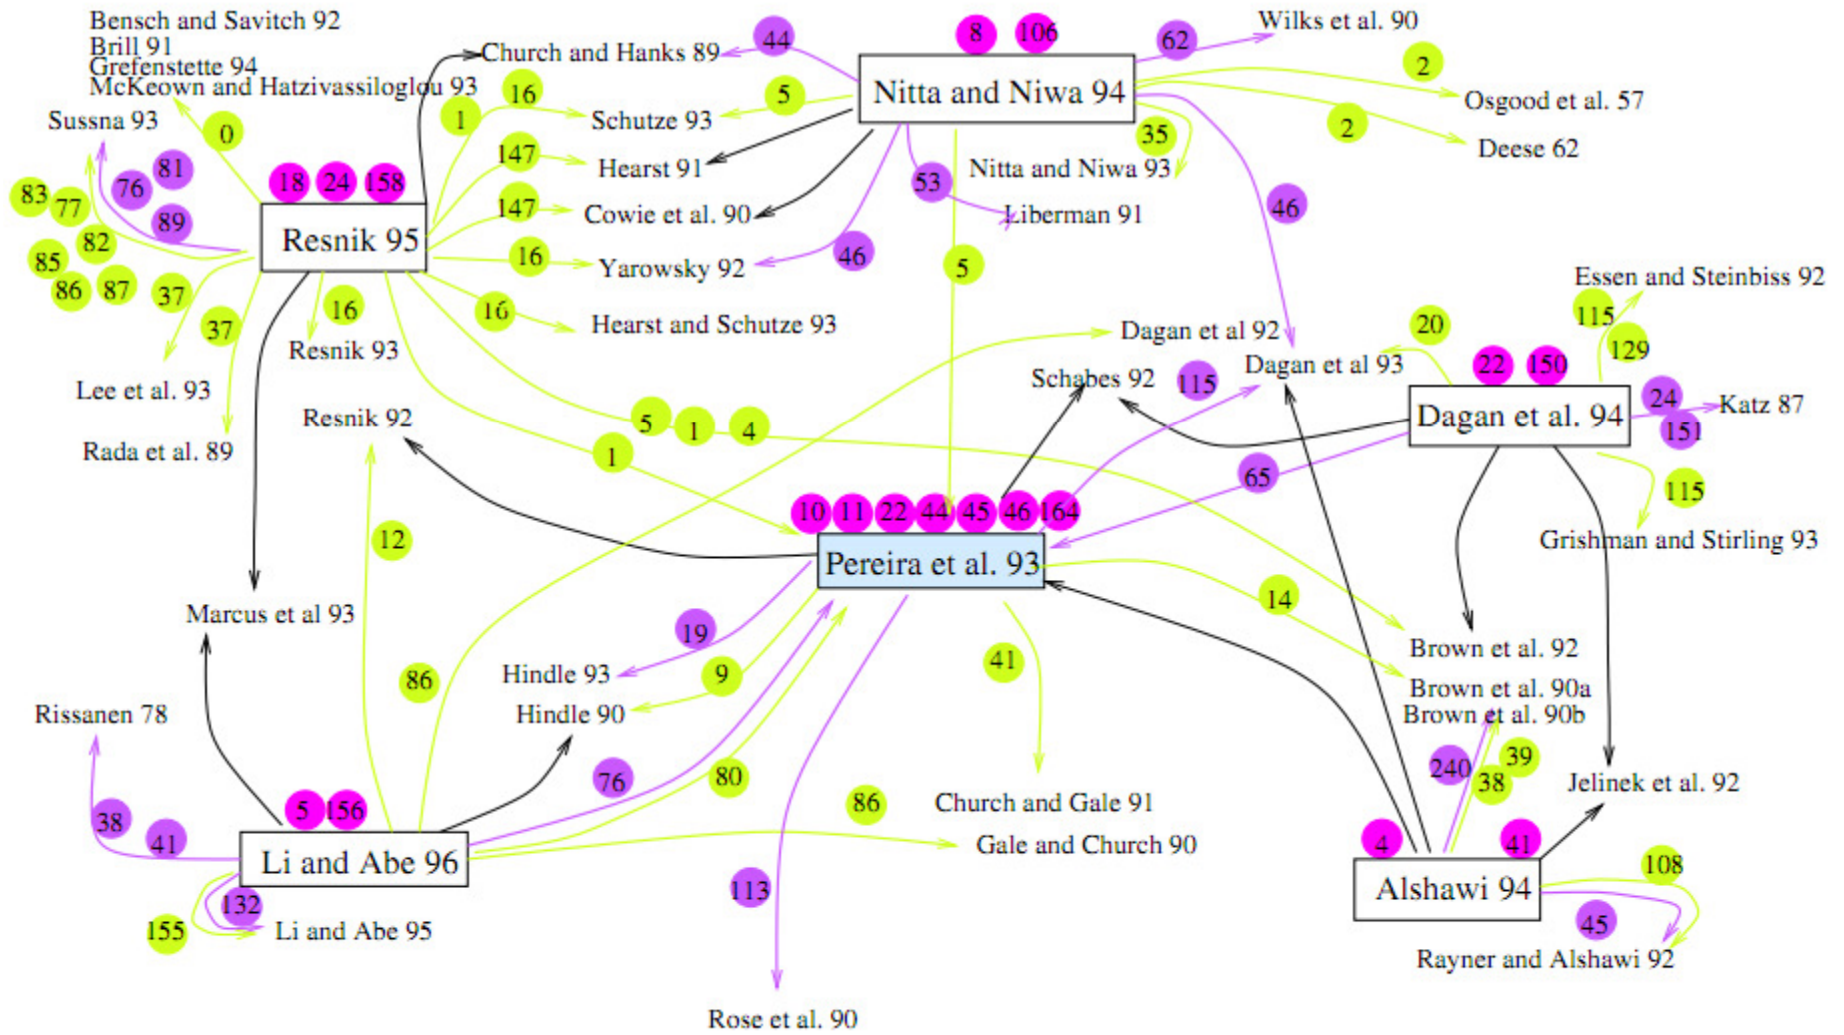 Bensch and Savitch 92
Brill 91
Grefenstette 94
McKeown and Hatzivassiloglou 93
Sussna 93
0
81
76
89
83
77
82
85
86
87
37
37
18 24 158
Resnik 95
16
Resnik 93
Lee et al. 93
Rada et al. 89
Resnik 92
Church and Hanks 89
44
16
1
5
Schutze 93
147
Hearst 91
147
Cowie et al. 90
16
Yarowsky 92
46
16
Hearst and Schutze 93
8 106
Nitta and Niwa 94
62
Wilks et al. 90
2
Osgood et al. 57
2
Deese 62
35
Nitta and Niwa 93
53
Liberman 91
46
5
Dagan et al 92
Dagan et al 93
Schabes 92
115
20
Essen and Steinbiss 92
115
129
22 150
Dagan et al. 94
24
151
Katz 87
65
115
Grishman and Stirling 93
5 1 4
1
12
10 11 22 44 45 46 164
Pereira et al. 93
14
Marcus et al 93
19
9
41
86
Hindle 93
Hindle 90
Brown et al. 92
Brown et al. 90a
Brown et al. 90b
240
38
39
Jelinek et al. 92
Rissanen 78
38
41
5 156
Li and Abe 96
76
80
86
Church and Gale 91
Gale and Church 90
132
155
Li and Abe 95
113
Rose et al. 90
4 41
Alshawi 94
108
45
Rayner and Alshawi 92